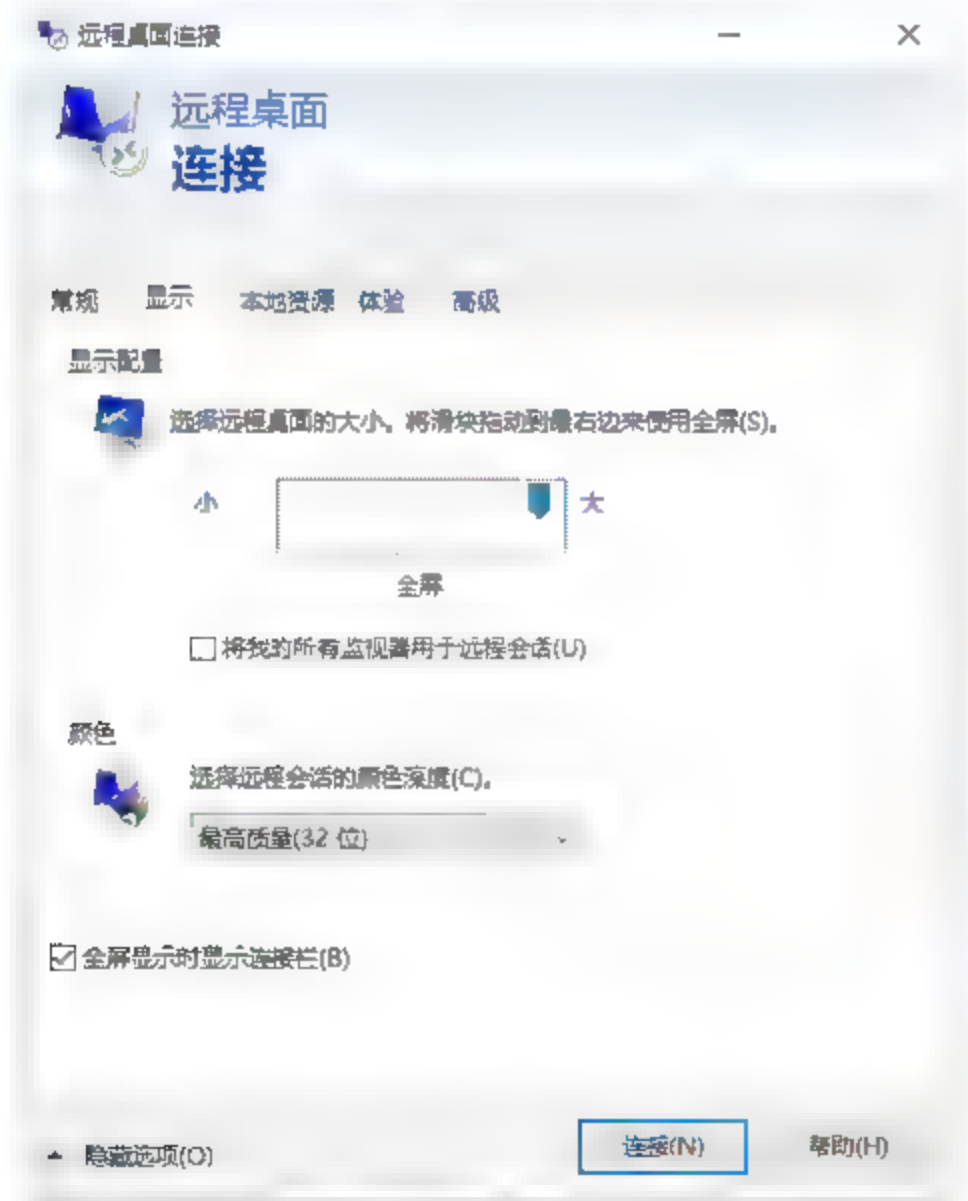 远程桌面连接
远程桌面
连接
常规 显示 本地资源 体验 高级
显示配置
选择远程桌面的大小。将滑块拖动到最右边来使用全屏(S)。
小 大
全屏
将我的所有监视器用于远程会话(U)
颜色
选择远程会话的颜色深度(C)。
最高质量(32 位)
全屏显示时显示连接栏(B)
隐藏选项(O) 连接(N) 帮助(H)